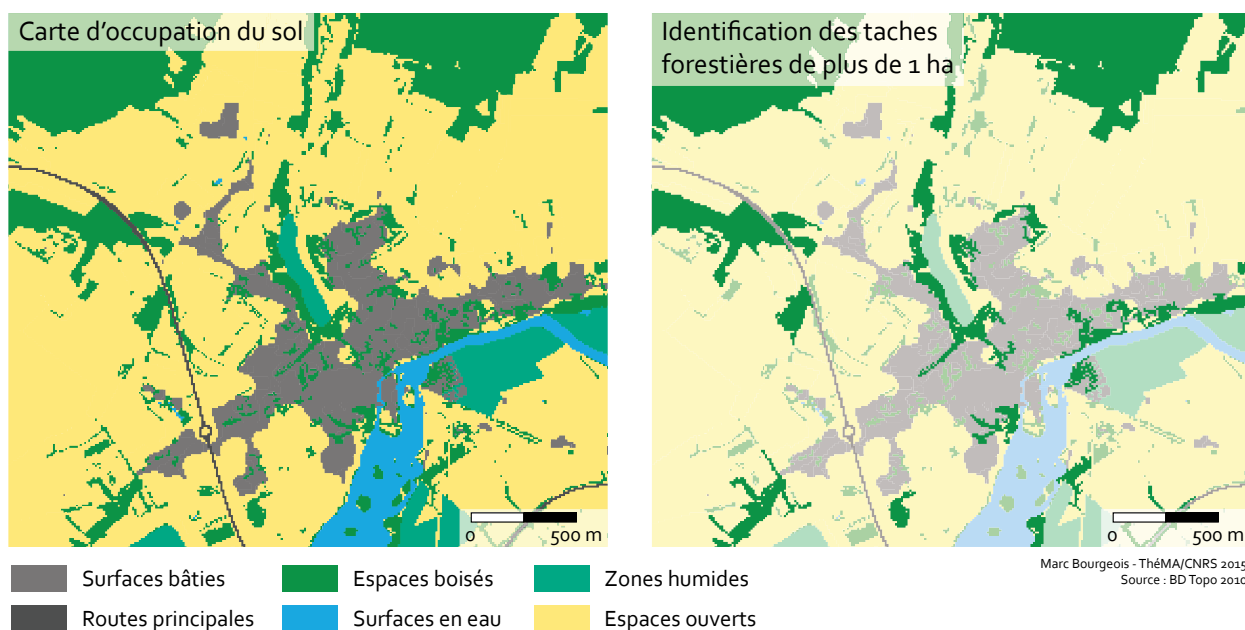 Carte d'occupation du sol
Identification des taches
forestières de plus de 1 ha
0 500 m
0 500 m
Surfaces bâties
Espaces boisés
Zones humides
Routes principales
Surfaces en eau
Espaces ouverts
Marc Bourgeois - ThéMA/CNRS 2015
Source : BD Topo 2010